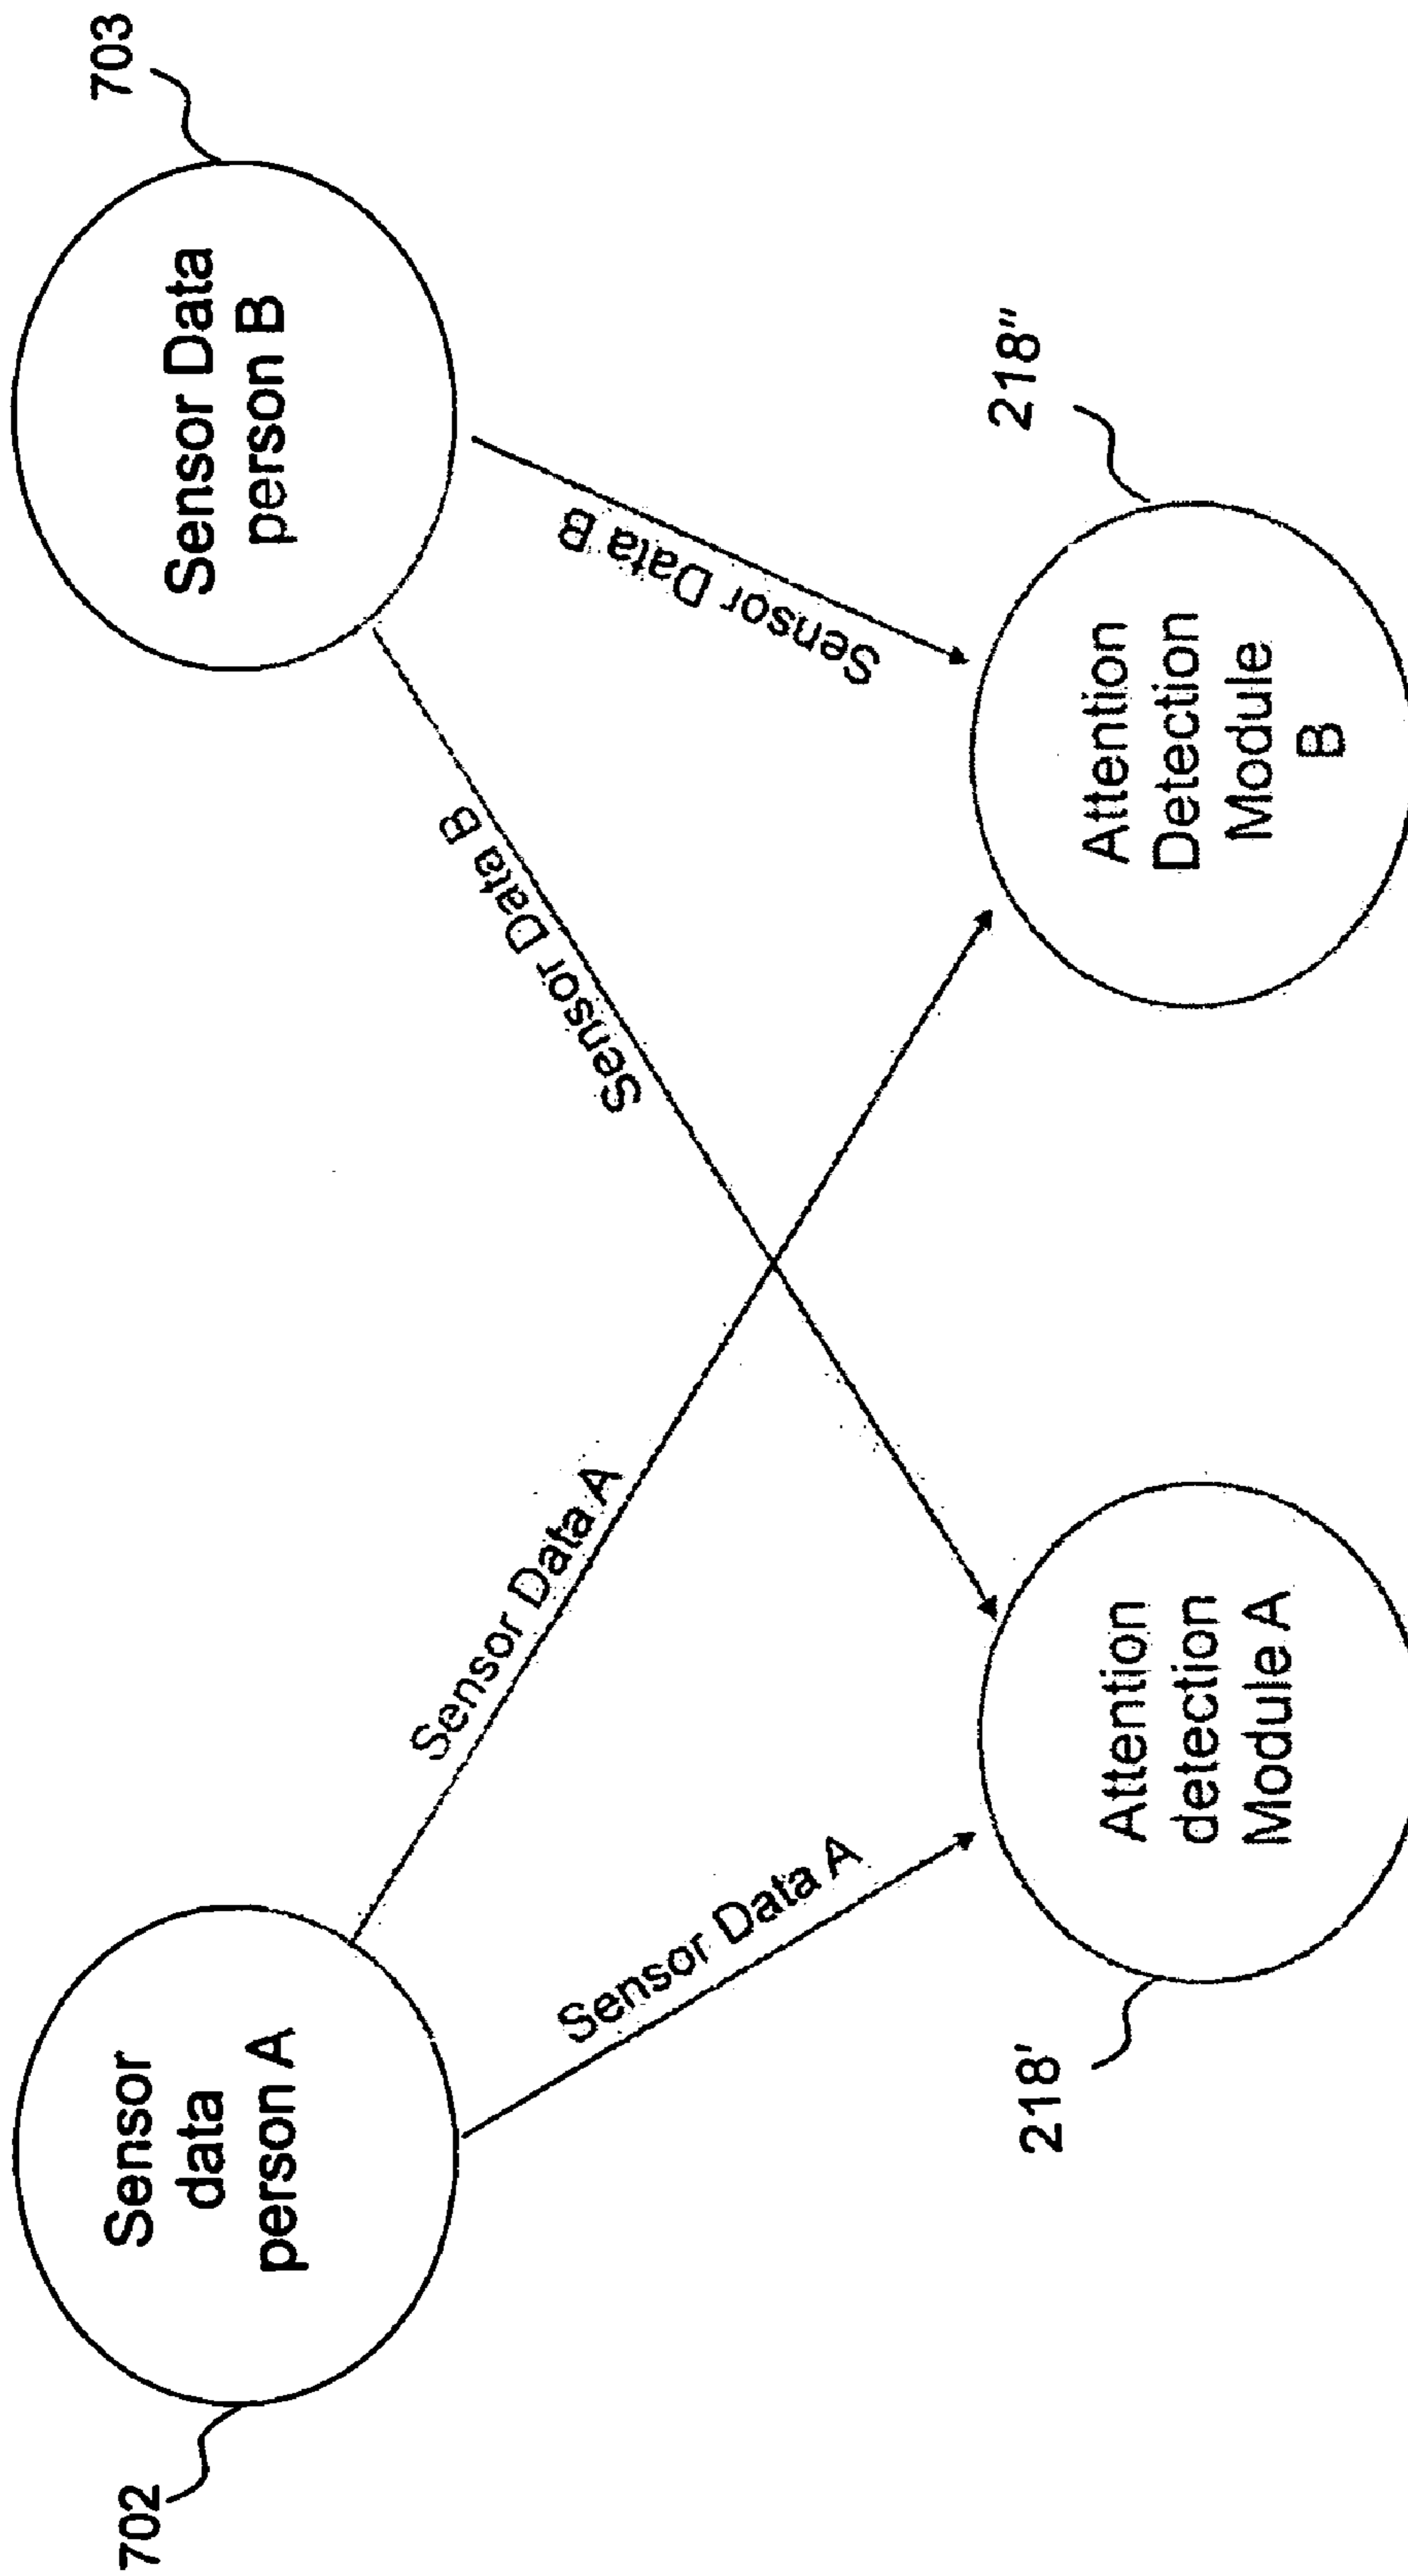 702
Sensor
data
person A
703
Sensor Data
person B
Sensor Data A
Sensor Data A
Sensor Data B
Sensor Data B
218'
Attention
detection
Module A
218"
Attention
Detection
Module
B